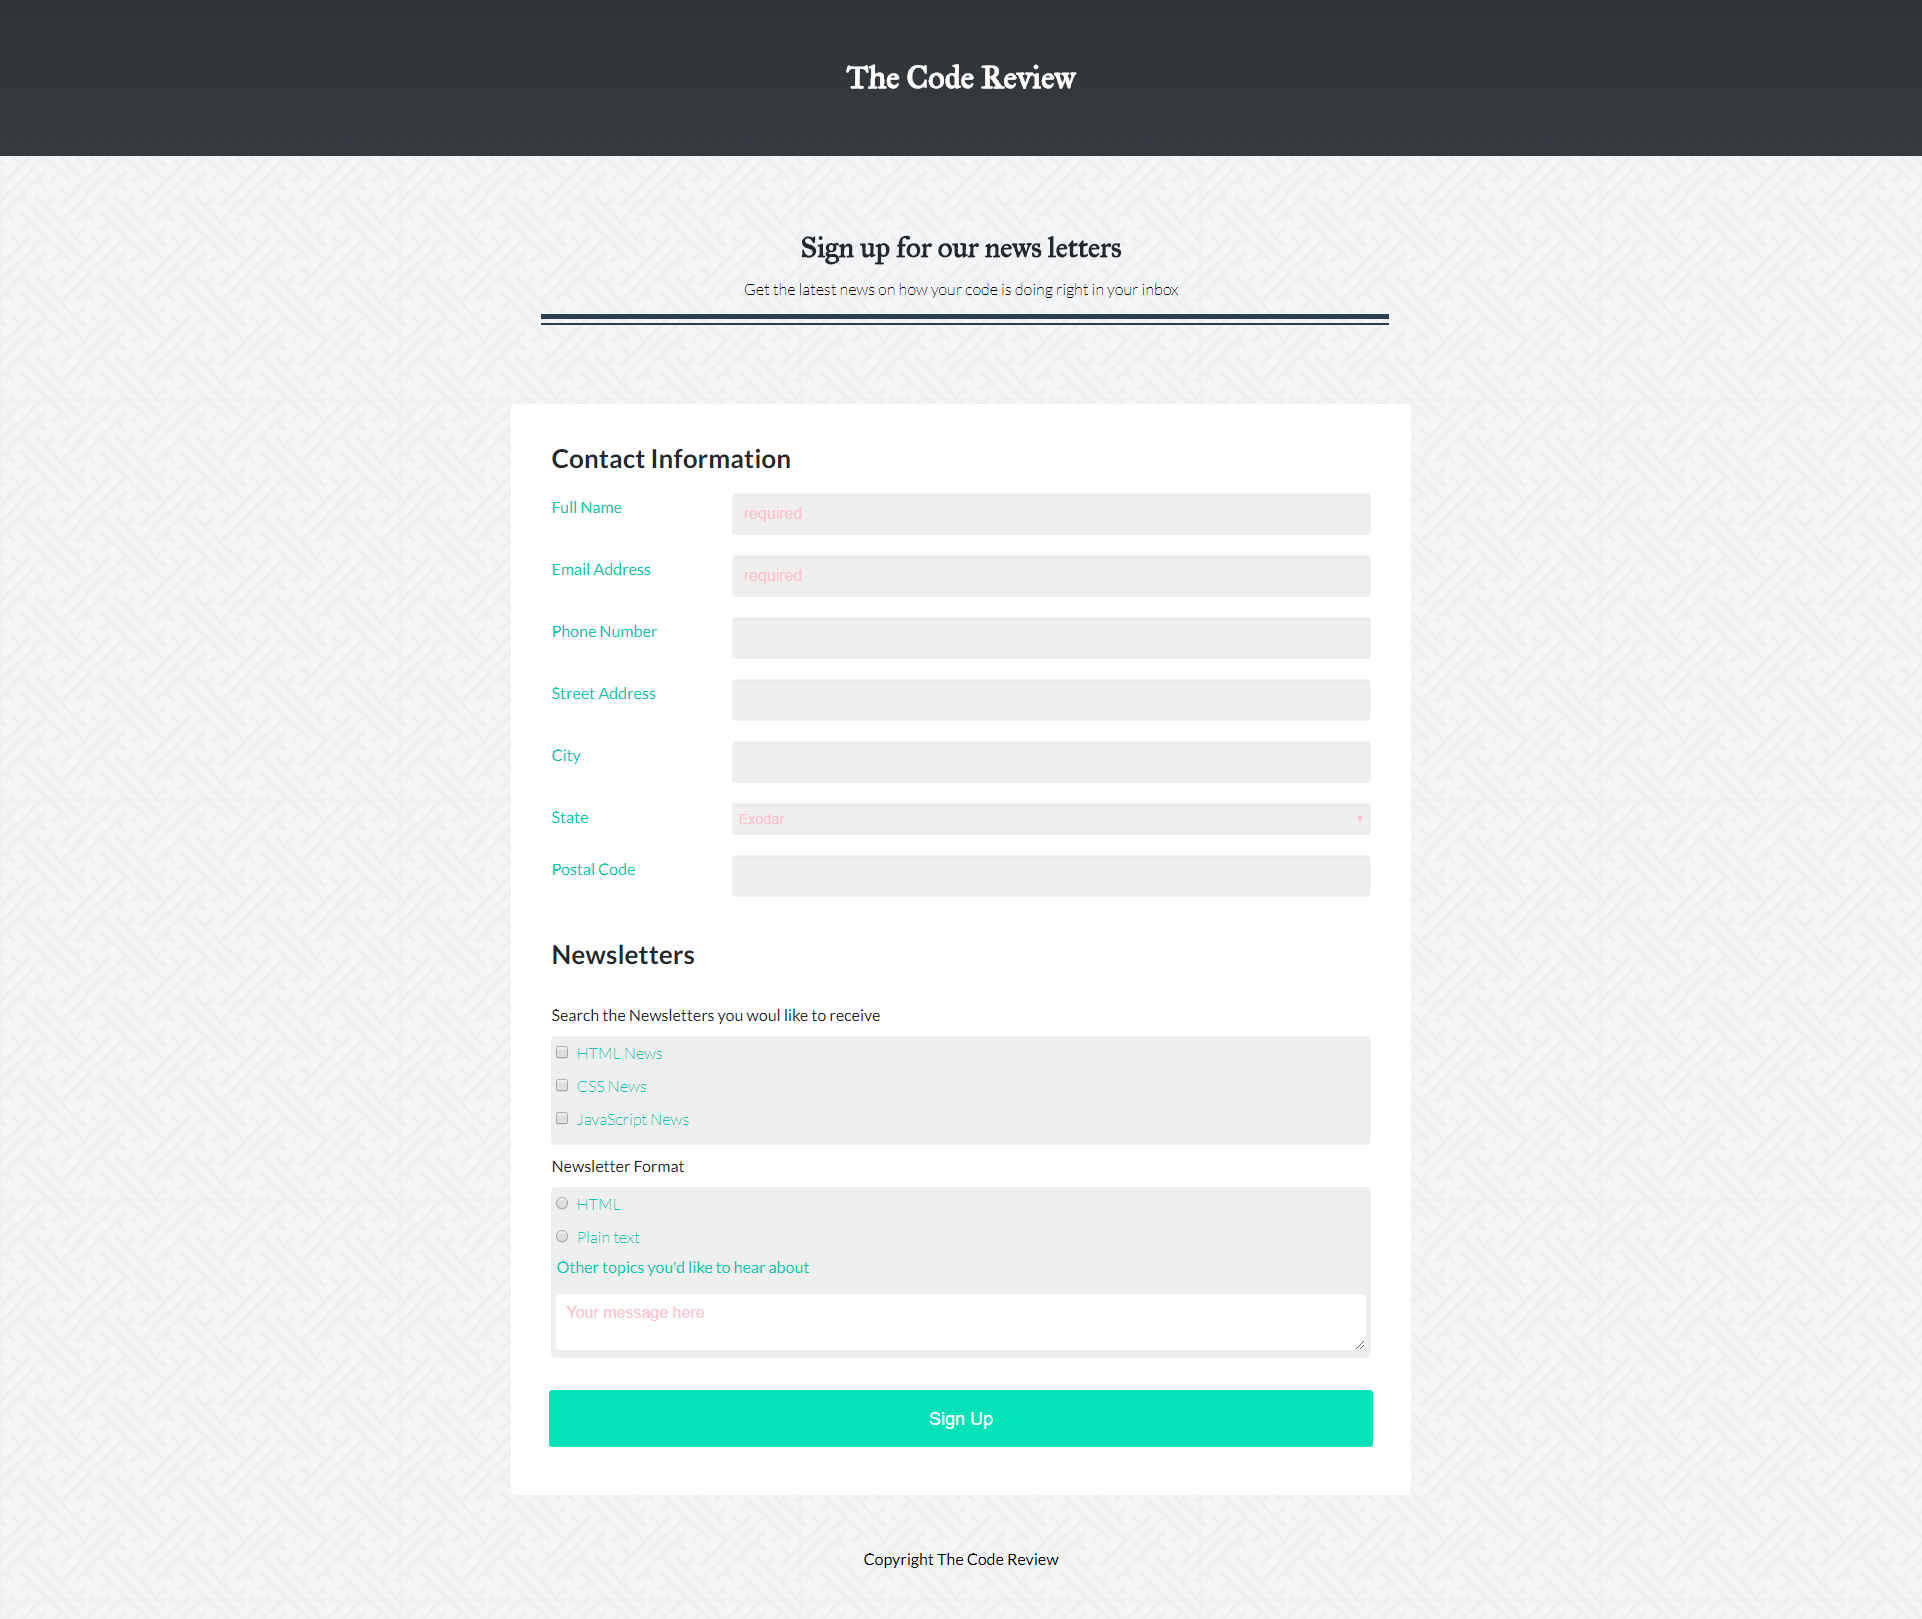 The Code Review
Sign up for our news letters
Get the latest news on how your code is doing right in your inbox
Contact Information
Full Name
required
Email Address
required
Phone Number
Street Address
City
State
Exodar
Postal Code
Newsletters
Search the Newsletters you woul like to receive
HTML News
CSS News
JavaScript News
Newsletter Format
HTML
Plain text
Other topics you'd like to hear about
Your message here
Sign Up
Copyright The Code Review